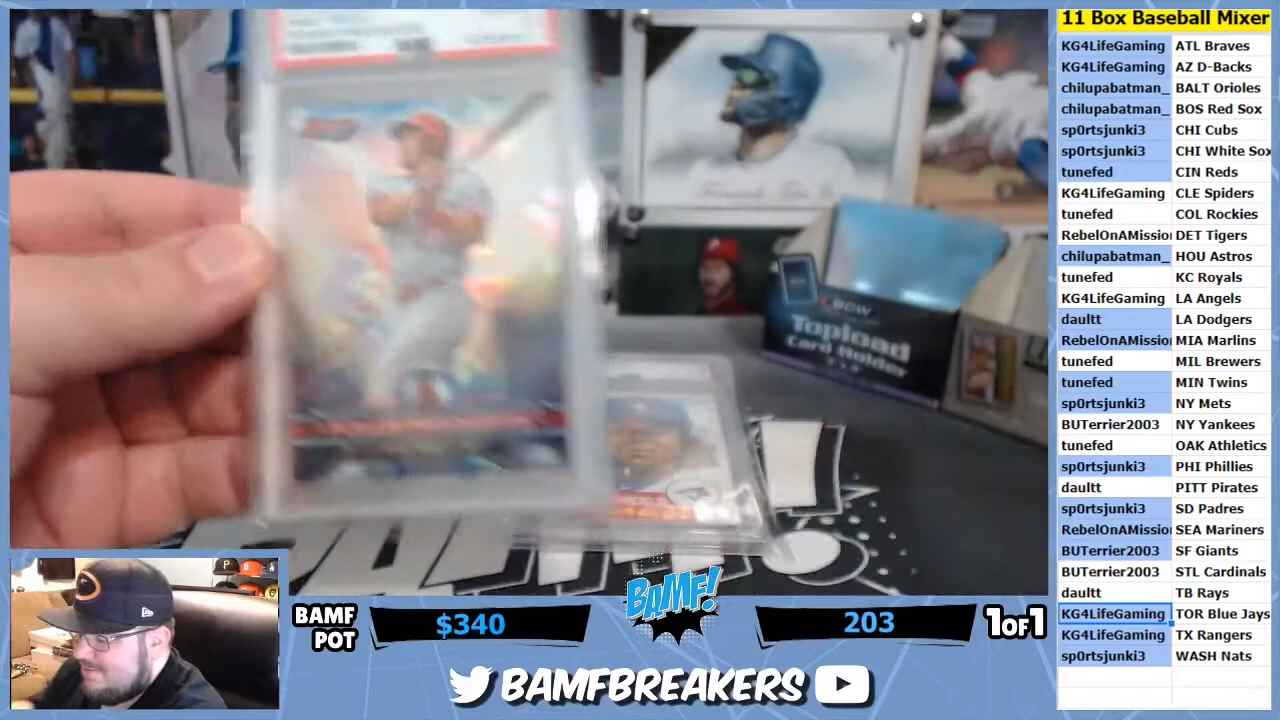 11 Box Baseball Mixer
KG4LifeGaming ATL Braves
KG4LifeGaming AZ D-Backs
chilupabatman_ BALT Orioles
chilupabatman_ BOS Red Sox
sp0rtsjunki3 CHI Cubs
sp0rtsjunki3 CHI White Sox
tunefed CIN Reds
KG4LifeGaming CLE Spiders
tunefed COL Rockies
RebelOnAMissio DET Tigers
chilupabatman_ HOU Astros
tunefed KC Royals
KG4LifeGaming LA Angels
daultt LA Dodgers
RebelOnAMissio MIA Marlins
tunefed MIL Brewers
tunefed MIN Twins
sp0rtsjunki3 NY Mets
BUTerrier2003 NY Yankees
tunefed OAK Athletics
sp0rtsjunki3 PHI Phillies
daultt PITT Pirates
sp0rtsjunki3 SD Padres
RebelOnAMissio SEA Mariners
BUTerrier2003 SF Giants
BUTerrier2003 STL Cardinals
daultt TB Rays
KG4LifeGaming TOR Blue Jays
KG4LifeGaming TX Rangers
sp0rtsjunki3 WASH Nats
BCW
Topload
Card Holder
BAMF
POT
$340
BAMF!
203
1OF1
BAMFBREAKERS